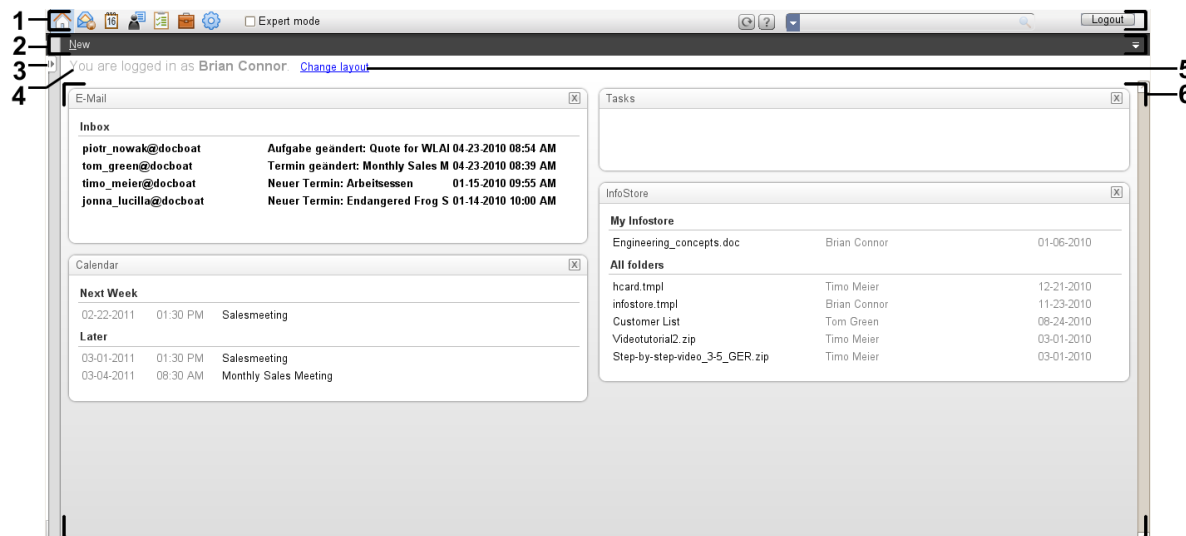 1
16
Expert mode
?
Logout
2
New
3
You are logged in as Brian Connor. Change layout
5
4
6
E-Mail
X
Inbox
piotr_nowak@docboat Aufgabe geändert: Quote for WLAI 04-23-2010 08:54 AM
tom_green@docboat Termin geändert: Monthly Sales M 04-23-2010 08:39 AM
timo_meier@docboat Neuer Termin: Arbeitsessen 01-15-2010 09:55 AM
jonna_lucilla@docboat Neuer Termin: Endangered Frog S 01-14-2010 10:00 AM
Calendar
X
Next Week
02-22-2011 01:30 PM Salesmeeting
Later
03-01-2011 01:30 PM Salesmeeting
03-04-2011 08:30 AM Monthly Sales Meeting
Tasks
X
InfoStore
X
My Infostore
Engineering_concepts.doc Brian Connor 01-06-2010
All folders
hcard.tmpl Timo Meier 12-21-2010
infostore.tmpl Brian Connor 11-23-2010
Customer List Tom Green 08-24-2010
Videotutorial2.zip Timo Meier 03-01-2010
Step-by-step-video_3-5_GER.zip Timo Meier 03-01-2010